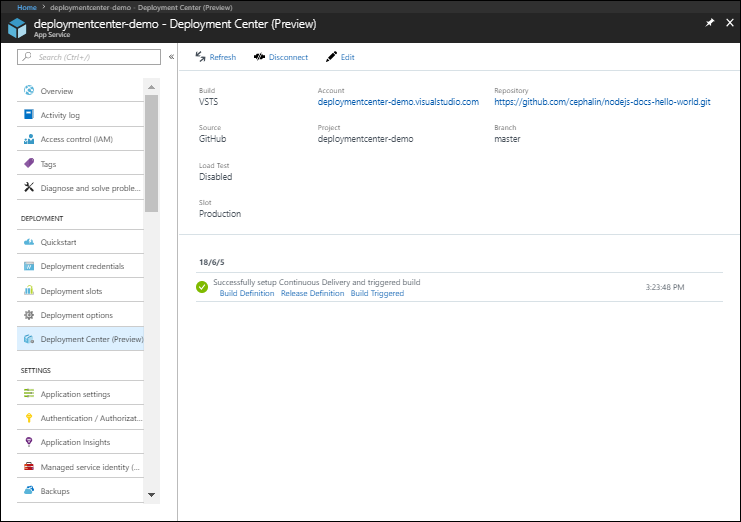 Home > deploymentcenter-demo - Deployment Center (Preview)
deploymentcenter-demo - Deployment Center (Preview)
App Service
Search (Ctrl+/)
«
Refresh
Disconnect
Edit
Overview
Activity log
Access control (IAM)
Tags
Diagnose and solve proble...
DEPLOYMENT
Quickstart
Deployment credentials
Deployment slots
Deployment options
Deployment Center (Preview)
SETTINGS
Application settings
Authentication / Authorizat...
Application Insights
Managed service identity (...
Backups
Build
VSTS
Account
deploymentcenter-demo.visualstudio.com
Repository
https://github.com/cephalin/nodejs-docs-hello-world.git
Source
GitHub
Project
deploymentcenter-demo
Branch
master
Load Test
Disabled
Slot
Production
18/6/5
Successfully setup Continuous Delivery and triggered build
Build Definition Release Definition Build Triggered
3:23:48 PM